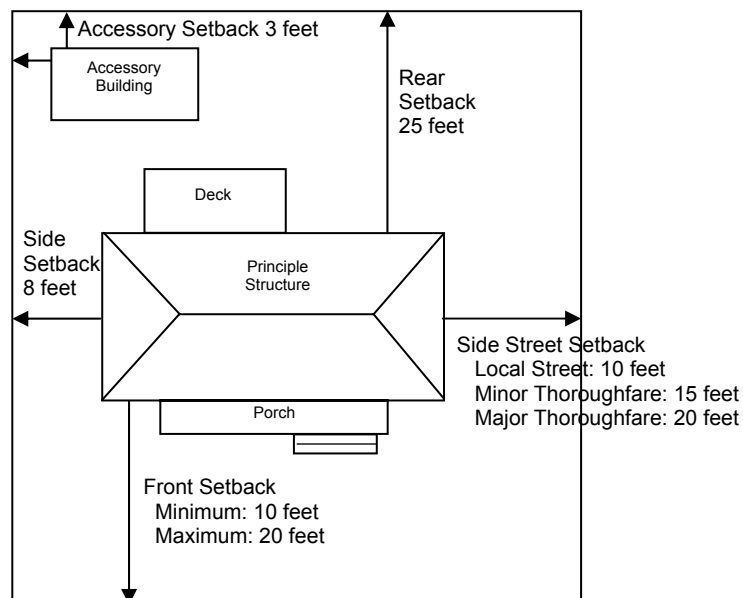 Accessory Setback 3 feet
Accessory
Building
Rear
Setback
25 feet
Deck
Side
Setback
8 feet
Principle
Structure
Side Street Setback
Local Street: 10 feet
Minor Thoroughfare: 15 feet
Major Thoroughfare: 20 feet
Porch
Front Setback
Minimum: 10 feet
Maximum: 20 feet